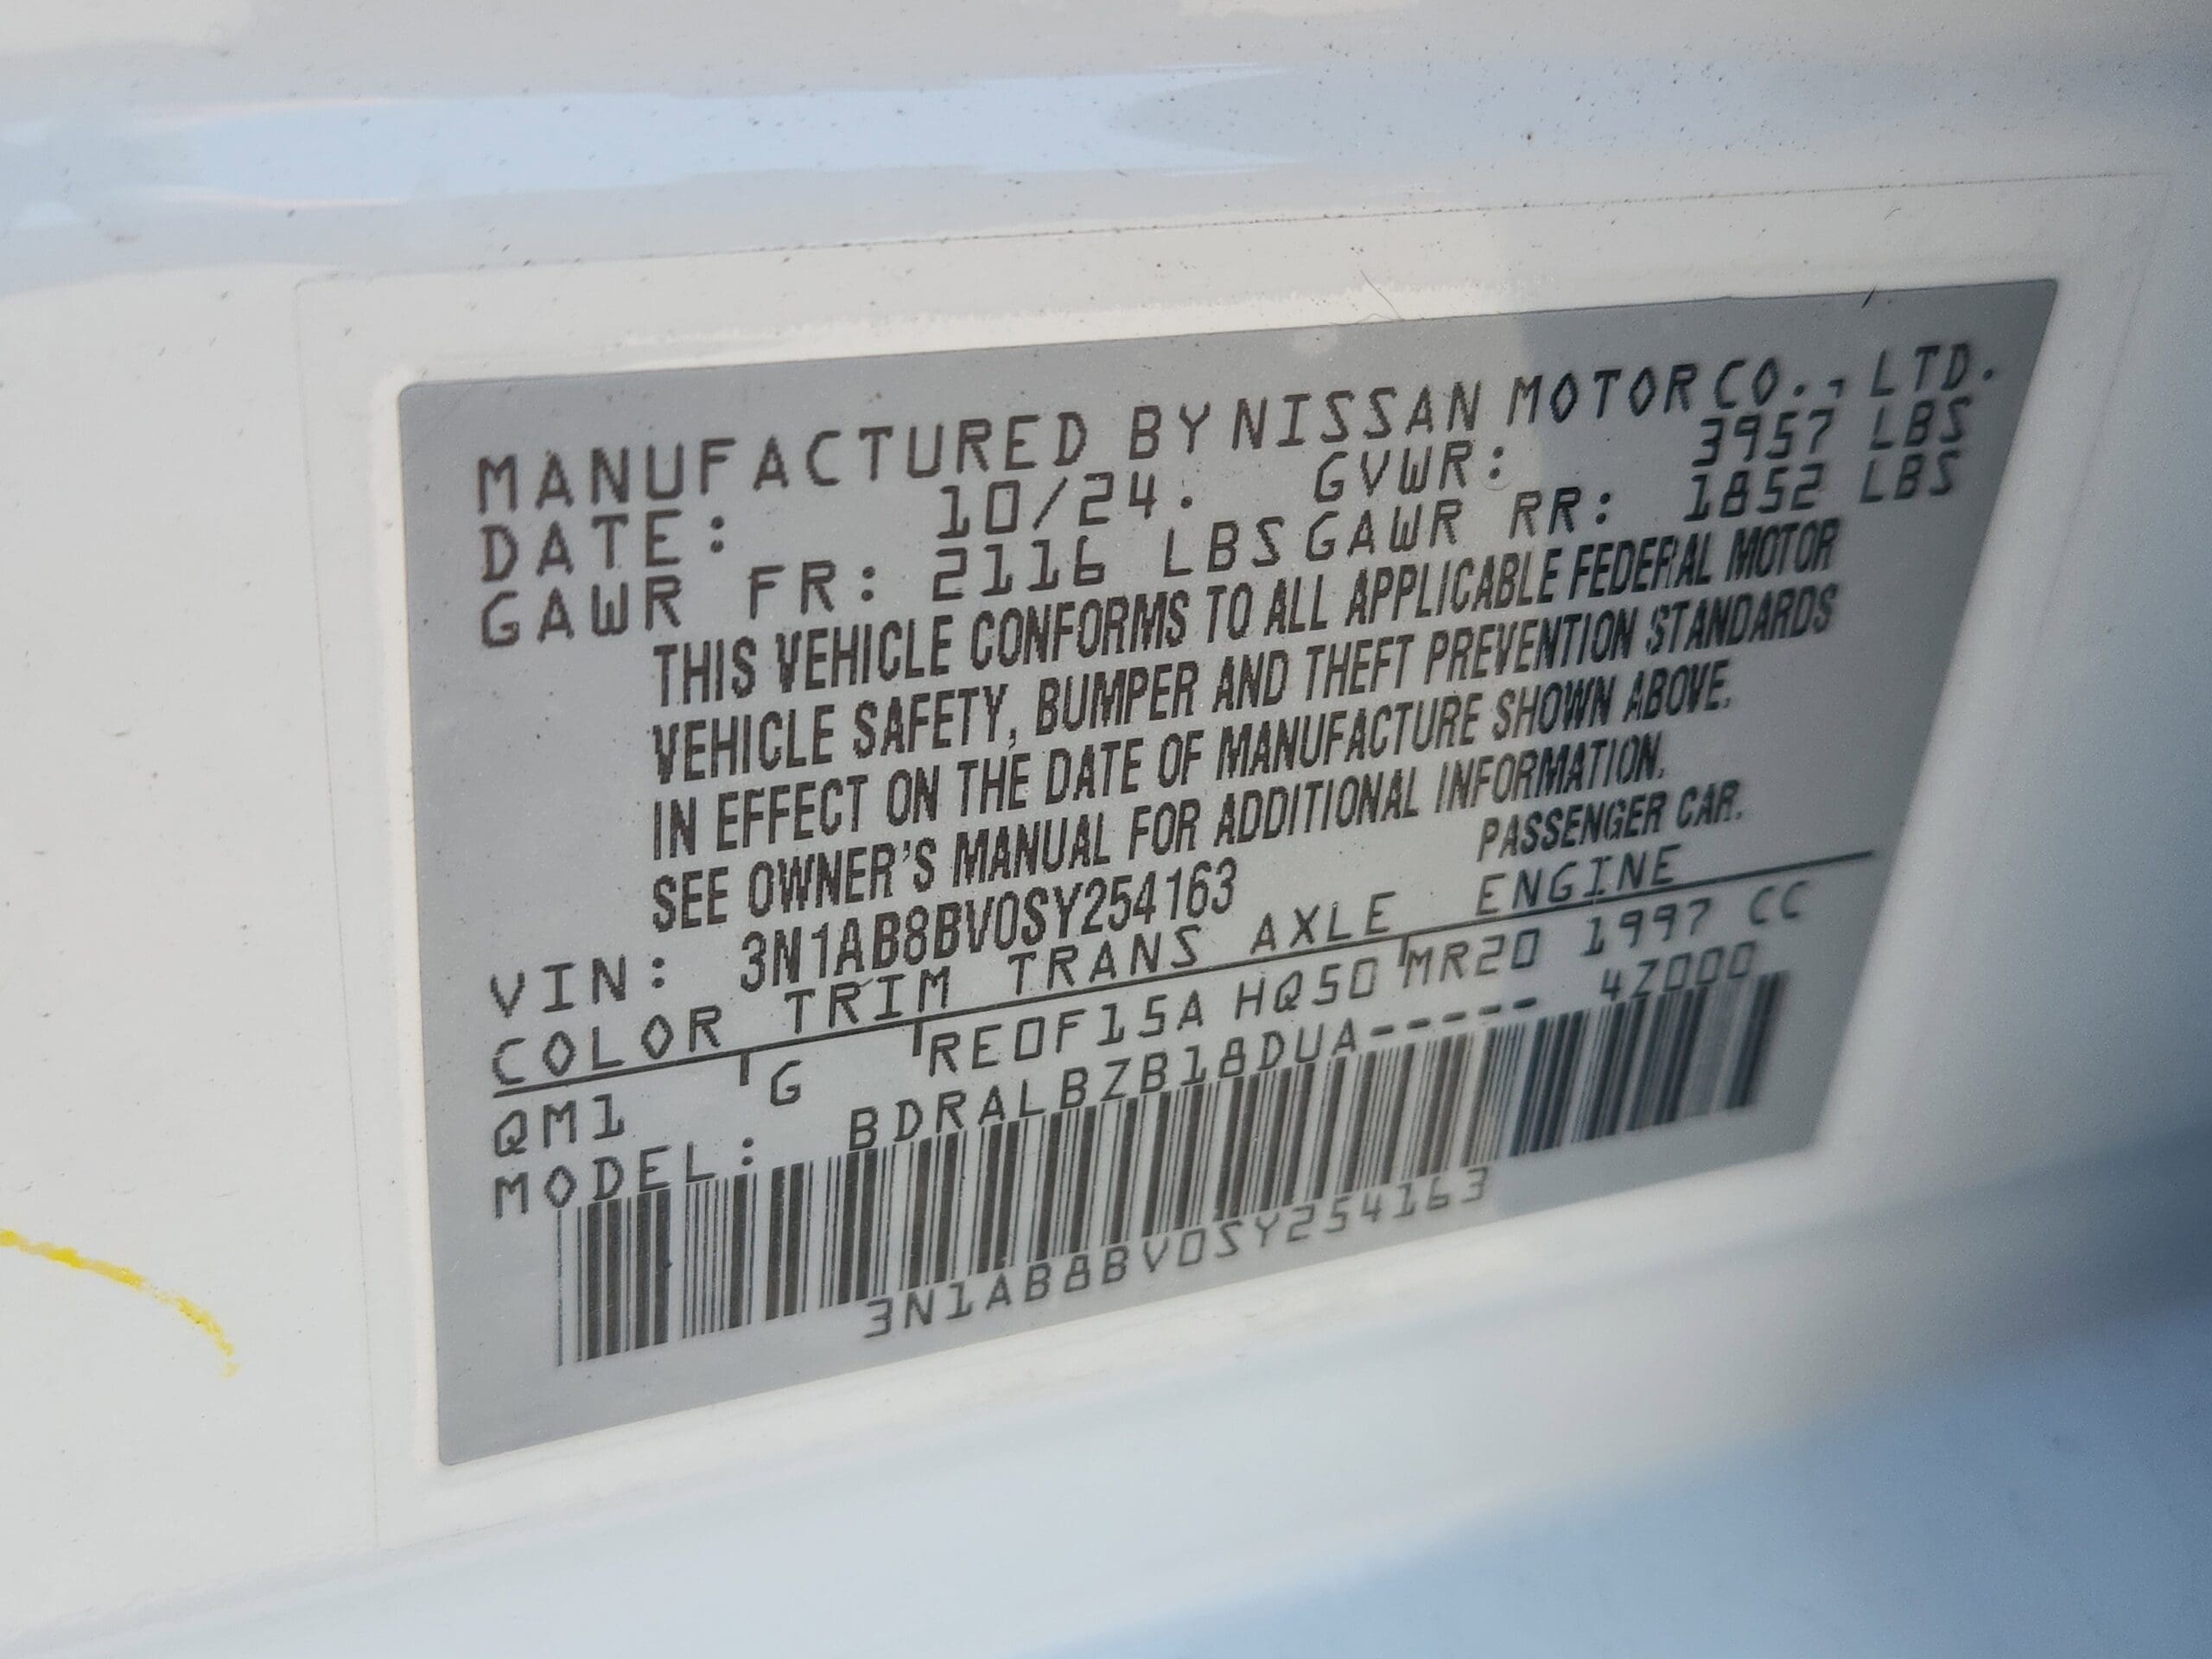 MANUFACTURED BY NISSAN MOTOR CO., LTD.
DATE: 10/24. GVWR: 3957 LBS
GAWR FR: 2116 LBS GAWR RR: 1852 LBS
THIS VEHICLE CONFORMS TO ALL APPLICABLE FEDERAL MOTOR
VEHICLE SAFETY, BUMPER AND THEFT PREVENTION STANDARDS
IN EFFECT ON THE DATE OF MANUFACTURE SHOWN ABOVE.
SEE OWNER'S MANUAL FOR ADDITIONAL INFORMATION.
PASSENGER CAR.
VIN: 3N1AB8BV0SY254163
COLOR TRIM TRANS AXLE ENGINE
QM1 G RE0F15A HQ50 MR20 1997 CC
MODEL: BDRALBZB18DUA----- 4Z000
3N1AB8BV0SY254163